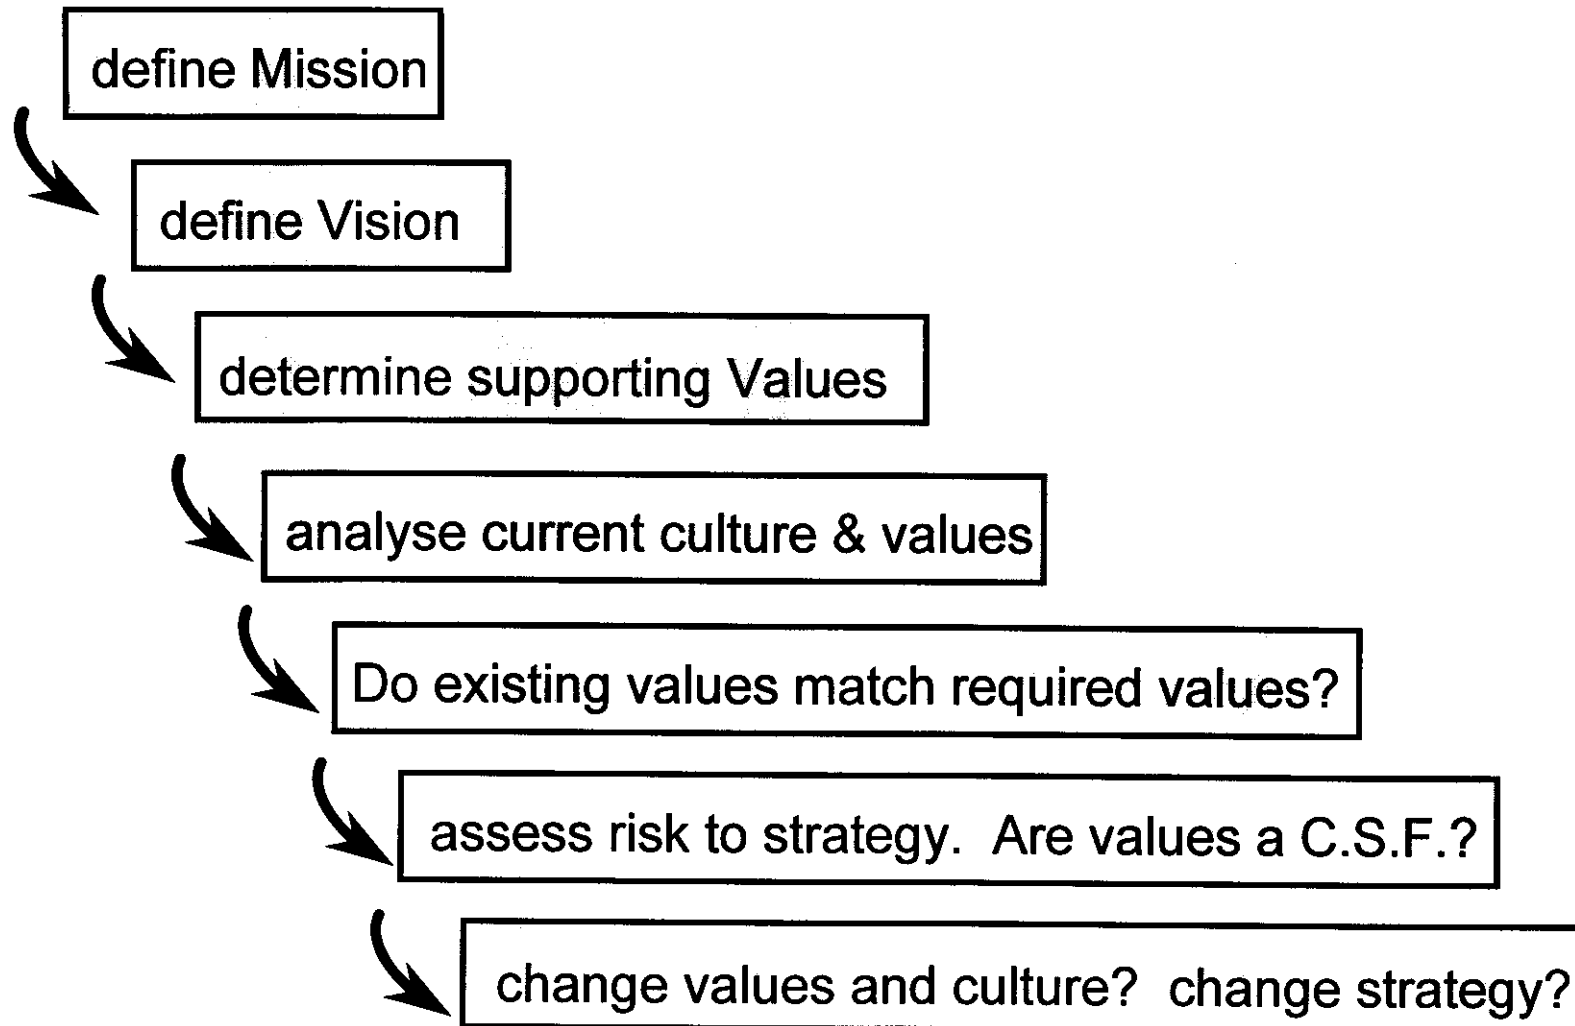 define Mission
define Vision
determine supporting Values
analyse current culture & values
Do existing values match required values?
assess risk to strategy.  Are values a C.S.F.?
change values and culture?  change strategy?